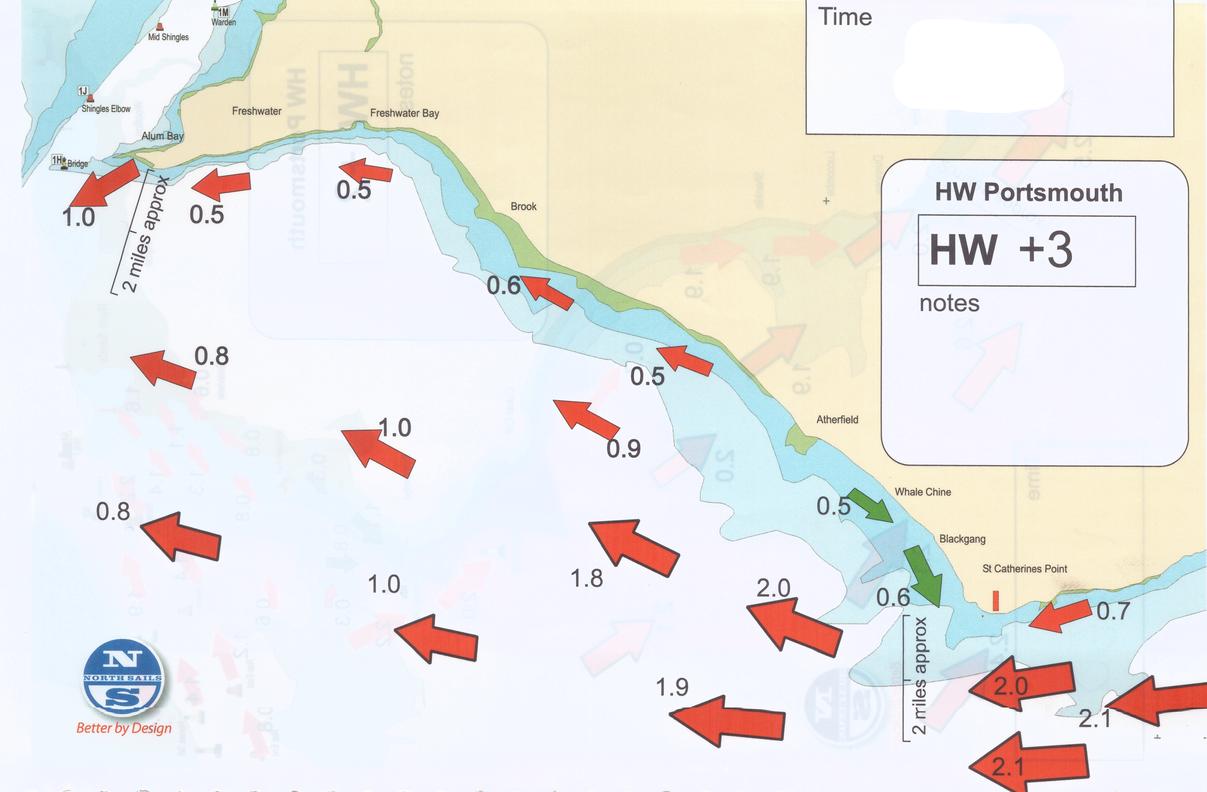 Time
1M
Warden
Mid Shingles
1J
Shingles Elbow
Freshwater
Freshwater Bay
Alum Bay
1H
Bridge
1.0
0.5
0.5
2 miles approx
Brook
HW Portsmouth
HW +3
notes
0.6
0.8
0.5
1.0
0.9
Atherfield
0.8
0.5
Whale Chine
Blackgang
St Catherines Point
1.0
1.8
2.0
0.6
0.7
1.9
2 miles approx
2.0
2.1
2.1
N
NORTH SAILS
S
Better by Design